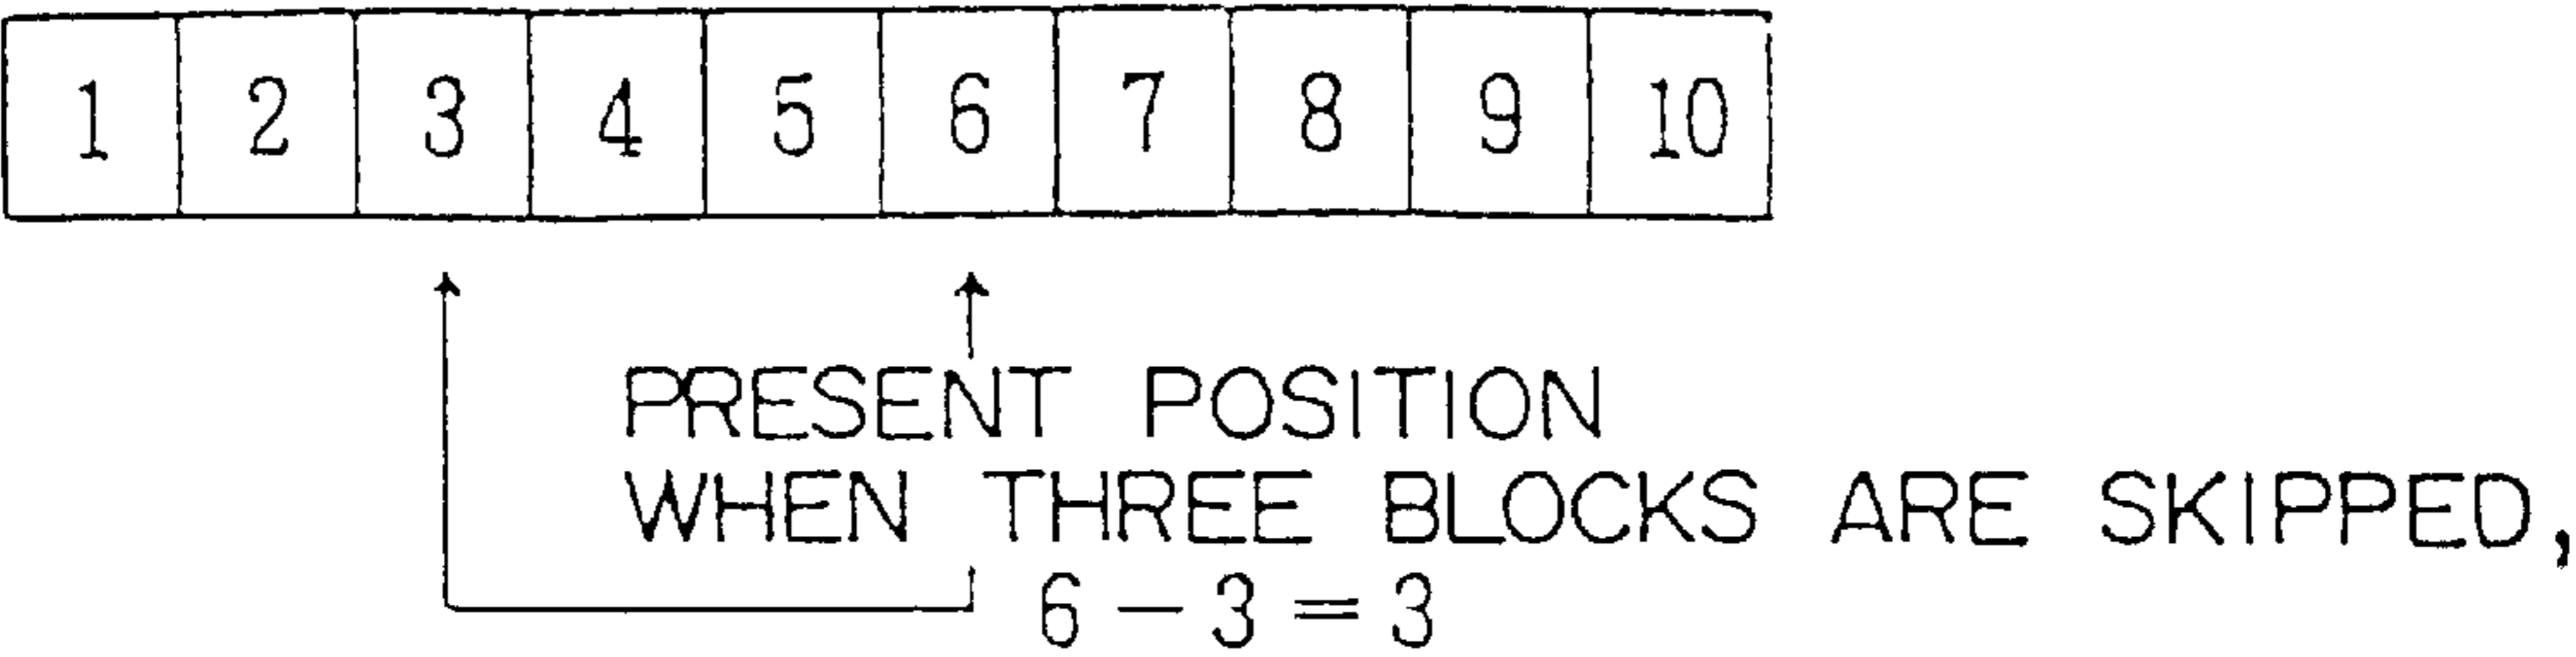 1 2 3 4 5 6 7 8 9 10
PRESENT POSITION
WHEN THREE BLOCKS ARE SKIPPED,
6 - 3 = 3